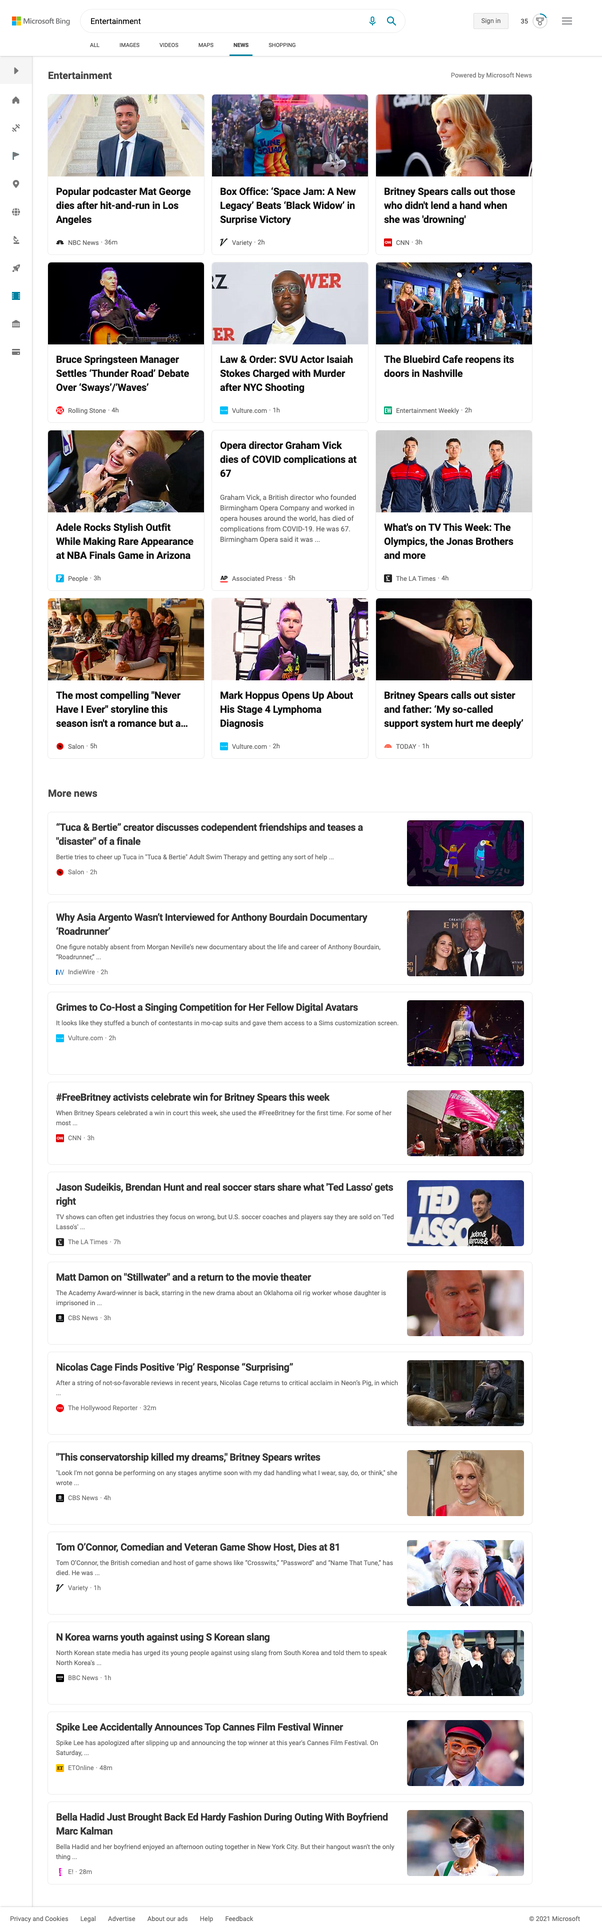 Microsoft Bing
Entertainment
Sign in
35
ALL IMAGES VIDEOS MAPS NEWS SHOPPING
Entertainment
Powered by Microsoft News
Popular podcaster Mat George
dies after hit-and-run in Los
Angeles
NBC News · 36m
Box Office: ‘Space Jam: A New
Legacy’ Beats ‘Black Widow’ in
Surprise Victory
Variety · 2h
Britney Spears calls out those
who didn't lend a hand when
she was 'drowning'
CNN · 3h
Bruce Springsteen Manager
Settles ‘Thunder Road’ Debate
Over ‘Sways’/‘Waves’
Rolling Stone · 4h
RZ
WER
ER
Law & Order: SVU Actor Isaiah
Stokes Charged with Murder
after NYC Shooting
Vulture.com · 1h
The Bluebird Cafe reopens its
doors in Nashville
Entertainment Weekly · 2h
Adele Rocks Stylish Outfit
While Making Rare Appearance
at NBA Finals Game in Arizona
People · 3h
Opera director Graham Vick
dies of COVID complications at
67
Graham Vick, a British director who founded
Birmingham Opera Company and worked in
opera houses around the world, has died of
complications from COVID-19. He was 67.
Birmingham Opera said it was ...
AP Associated Press · 5h
What's on TV This Week: The
Olympics, the Jonas Brothers
and more
The LA Times · 4h
The most compelling "Never
Have I Ever" storyline this
season isn't a romance but a...
Salon · 5h
Mark Hoppus Opens Up About
His Stage 4 Lymphoma
Diagnosis
Vulture.com · 2h
Britney Spears calls out sister
and father: ‘My so-called
support system hurt me deeply’
TODAY · 1h
More news
“Tuca & Bertie” creator discusses codependent friendships and teases a
"disaster" of a finale
Bertie tries to cheer up Tuca in "Tuca & Bertie" Adult Swim Therapy and getting any sort of help ...
Salon · 2h
Why Asia Argento Wasn’t Interviewed for Anthony Bourdain Documentary
‘Roadrunner’
One figure notably absent from Morgan Neville's new documentary about the life and career of Anthony Bourdain,
“Roadrunner,” ...
IW IndieWire · 2h
Grimes to Co-Host a Singing Competition for Her Fellow Digital Avatars
It looks like they stuffed a bunch of contestants in mo-cap suits and gave them access to a Sims customization screen.
Vulture.com · 2h
#FreeBritney activists celebrate win for Britney Spears this week
When Britney Spears celebrated a win in court this week, she used the #FreeBritney for the first time. For some of her
most ...
CNN · 3h
Jason Sudeikis, Brendan Hunt and real soccer stars share what 'Ted Lasso' gets
right
TV shows can often get industries they focus on wrong, but U.S. soccer coaches and players say they are sold on 'Ted
Lasso's' ...
The LA Times · 7h
TED
LASSO
Matt Damon on "Stillwater" and a return to the movie theater
The Academy Award-winner is back, starring in the new drama about an Oklahoma oil rig worker whose daughter is
imprisoned in ...
CBS News · 3h
Nicolas Cage Finds Positive ‘Pig’ Response “Surprising”
After a string of not-so-favorable reviews in recent years, Nicolas Cage returns to critical acclaim in Neon's Pig, in which
...
The Hollywood Reporter · 32m
"This conservatorship killed my dreams," Britney Spears writes
"Look I'm not gonna be performing on any stages anytime soon with my dad handling what I wear, say, do, or think," she
wrote ...
CBS News · 4h
Tom O'Connor, Comedian and Veteran Game Show Host, Dies at 81
Tom O'Connor, the British comedian and host of game shows like "Crosswits," "Password" and "Name That Tune," has
died. He was ...
Variety · 1h
N Korea warns youth against using S Korean slang
North Korean state media has urged its young people against using slang from South Korea and told them to speak
North Korea's ...
BBC News · 1h
Spike Lee Accidentally Announces Top Cannes Film Festival Winner
Spike Lee has apologized after slipping up and announcing the top winner at this year's Cannes Film Festival. On
Saturday, ...
ET ETOnline · 48m
Bella Hadid Just Brought Back Ed Hardy Fashion During Outing With Boyfriend
Marc Kalman
Bella Hadid and her boyfriend enjoyed an afternoon outing together in New York City. But their hangout wasn't the only
thing ...
E! · 28m
Privacy and Cookies Legal Advertise About our ads Help Feedback
© 2021 Microsoft